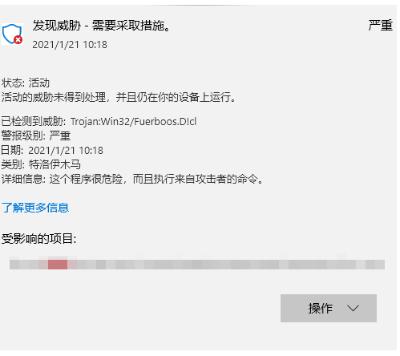 发现威胁 - 需要采取措施。
严重
2021/1/21 10:18
状态: 活动
活动的威胁未得到处理，并且仍在你的设备上运行。
已检测到威胁: Trojan:Win32/Fuerboos.D!cl
警报级别: 严重
日期: 2021/1/21 10:18
类别: 特洛伊木马
详细信息: 这个程序很危险，而且执行来自攻击者的命令。
了解更多信息
受影响的项目:
操作